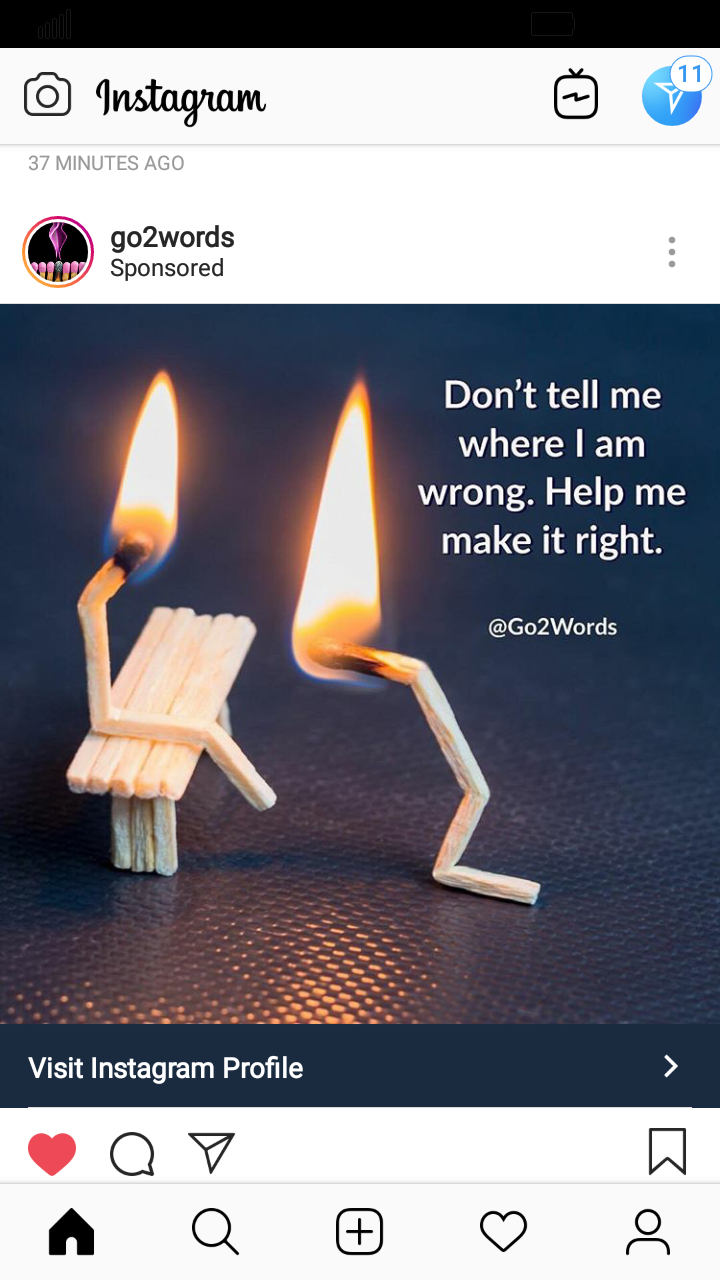 Instagram
11
37 MINUTES AGO
go2words
Sponsored
Don't tell me
where I am
wrong. Help me
make it right.
@Go2Words
Visit Instagram Profile